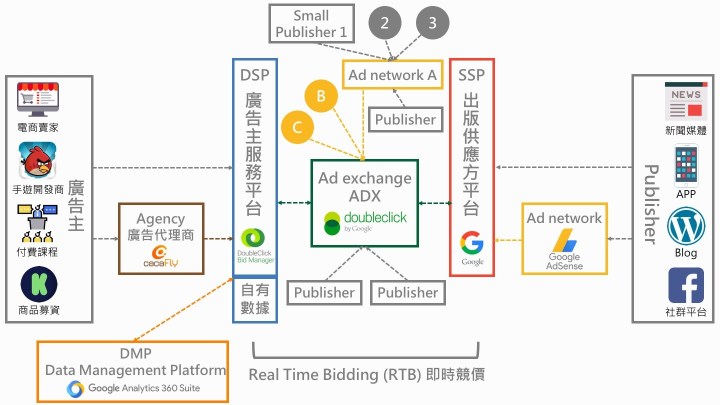 Small
Publisher 1
2
3
DSP
廣告主服務平台
Ad network A
SSP
出版供應方平台
B
C
Publisher
電商賣家
手遊開發商
付費課程
商品募資
廣告主
Agency
廣告代理商
cacaFly
DoubleClick
Bid Manager
自有
數據
Ad exchange
ADX
doubleclick
by Google
Google
Publisher
Publisher
Ad network
Google
AdSense
Publisher
NEWS
新聞媒體
APP
Blog
社群平台
DMP
Data Management Platform
Google Analytics 360 Suite
Real Time Bidding (RTB) 即時競價